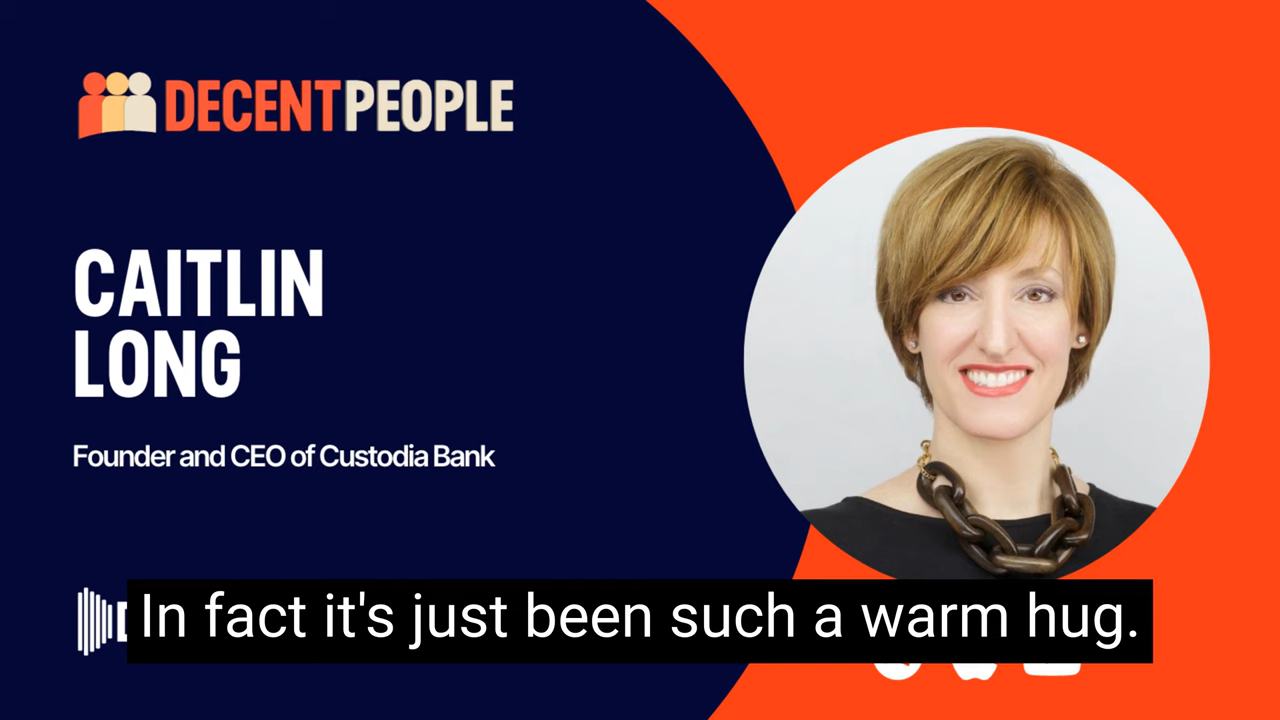 DECENTPEOPLE
CAITLIN
LONG
Founder and CEO of Custodia Bank
In fact it's just been such a warm hug.